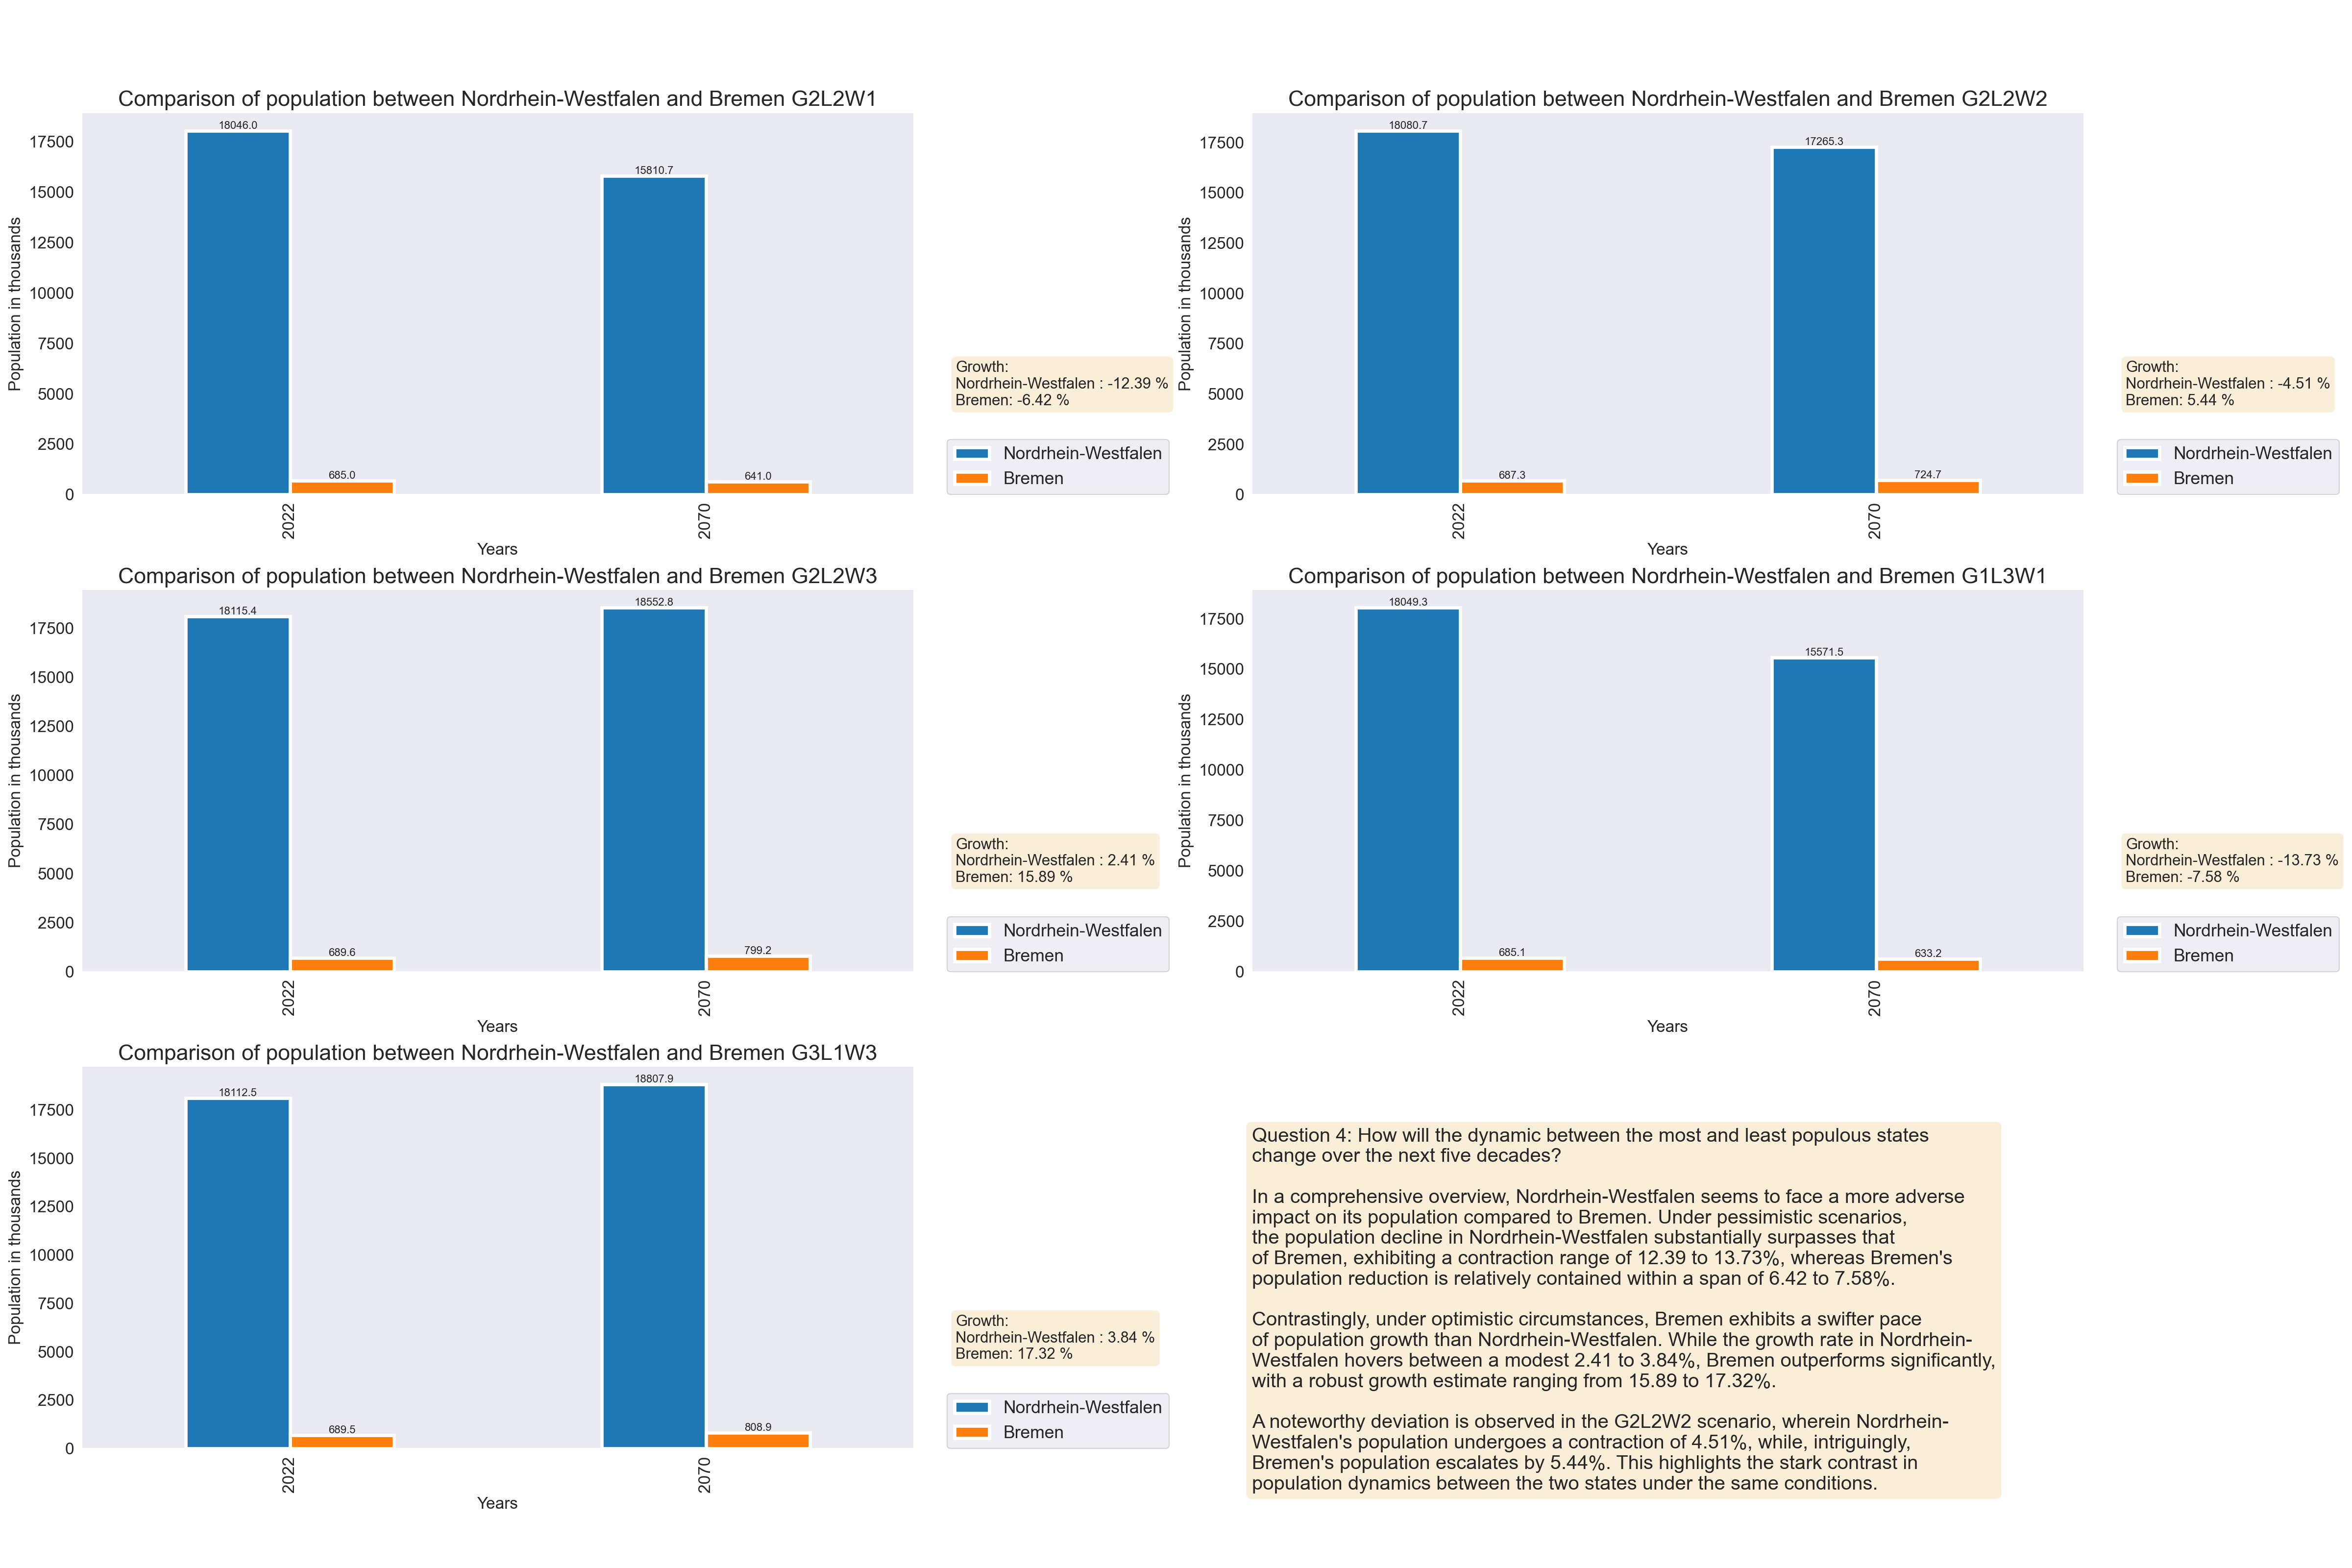 Comparison of population between Nordrhein-Westfalen and Bremen G2L2W1
Population in thousands
17500
15000
12500
10000
7500
5000
2500
0
18046.0
685.0
15810.7
641.0
2022
2070
Years
Growth:
Nordrhein-Westfalen : -12.39 %
Bremen: -6.42 %
Nordrhein-Westfalen
Bremen
Comparison of population between Nordrhein-Westfalen and Bremen G2L2W2
Population in thousands
17500
15000
12500
10000
7500
5000
2500
0
18080.7
687.3
17265.3
724.7
2022
2070
Years
Growth:
Nordrhein-Westfalen : -4.51 %
Bremen: 5.44 %
Nordrhein-Westfalen
Bremen
Comparison of population between Nordrhein-Westfalen and Bremen G2L2W3
Population in thousands
17500
15000
12500
10000
7500
5000
2500
0
18115.4
689.6
18552.8
799.2
2022
2070
Years
Growth:
Nordrhein-Westfalen : 2.41 %
Bremen: 15.89 %
Nordrhein-Westfalen
Bremen
Comparison of population between Nordrhein-Westfalen and Bremen G1L3W1
Population in thousands
17500
15000
12500
10000
7500
5000
2500
0
18049.3
685.1
15571.5
633.2
2022
2070
Years
Growth:
Nordrhein-Westfalen : -13.73 %
Bremen: -7.58 %
Nordrhein-Westfalen
Bremen
Comparison of population between Nordrhein-Westfalen and Bremen G3L1W3
Population in thousands
17500
15000
12500
10000
7500
5000
2500
0
18112.5
689.5
18807.9
808.9
2022
2070
Years
Growth:
Nordrhein-Westfalen : 3.84 %
Bremen: 17.32 %
Nordrhein-Westfalen
Bremen
Question 4: How will the dynamic between the most and least populous states
change over the next five decades?
In a comprehensive overview, Nordrhein-Westfalen seems to face a more adverse
impact on its population compared to Bremen. Under pessimistic scenarios,
the population decline in Nordrhein-Westfalen substantially surpasses that
of Bremen, exhibiting a contraction range of 12.39 to 13.73%, whereas Bremen's
population reduction is relatively contained within a span of 6.42 to 7.58%.
Contrastingly, under optimistic circumstances, Bremen exhibits a swifter pace
of population growth than Nordrhein-Westfalen. While the growth rate in Nordrhein-
Westfalen hovers between a modest 2.41 to 3.84%, Bremen outperforms significantly,
with a robust growth estimate ranging from 15.89 to 17.32%.
A noteworthy deviation is observed in the G2L2W2 scenario, wherein Nordrhein-
Westfalen's population undergoes a contraction of 4.51%, while, intriguingly,
Bremen's population escalates by 5.44%. This highlights the stark contrast in
population dynamics between the two states under the same conditions.